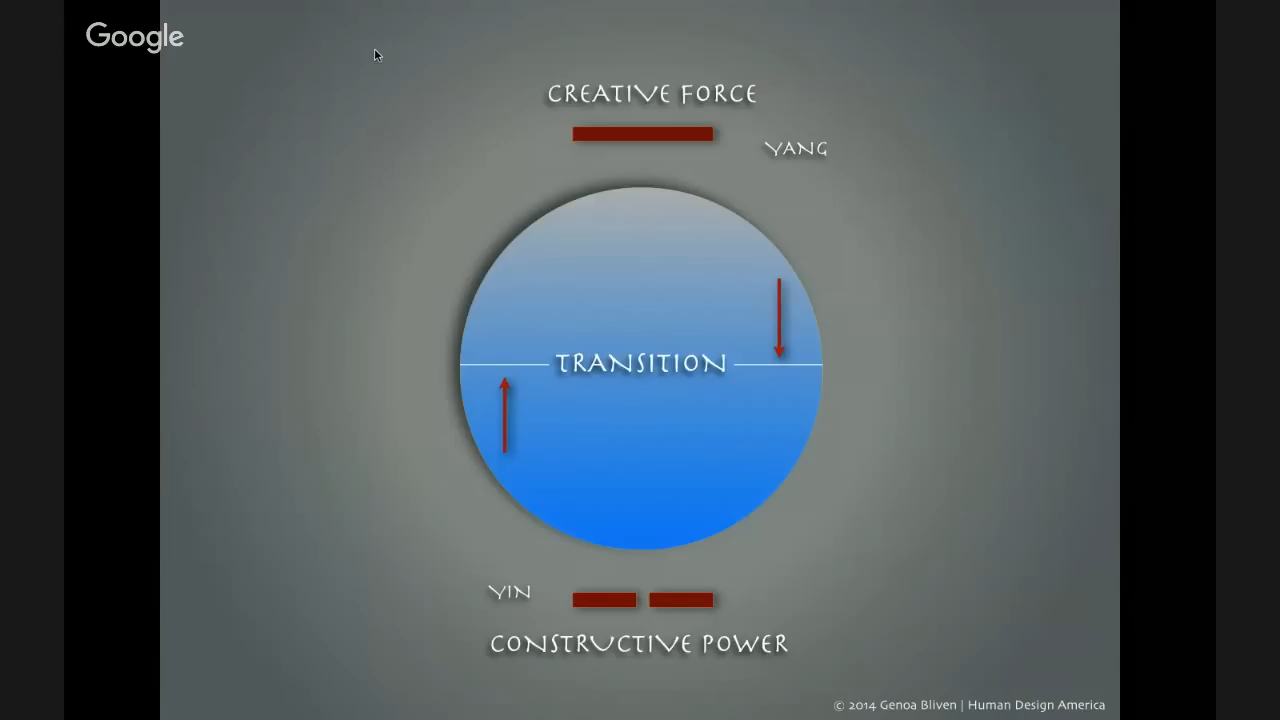 Google
CREATIVE FORCE
YANG
TRANSITION
YIN
CONSTRUCTIVE POWER
© 2014 Genoa Bliven | Human Design America